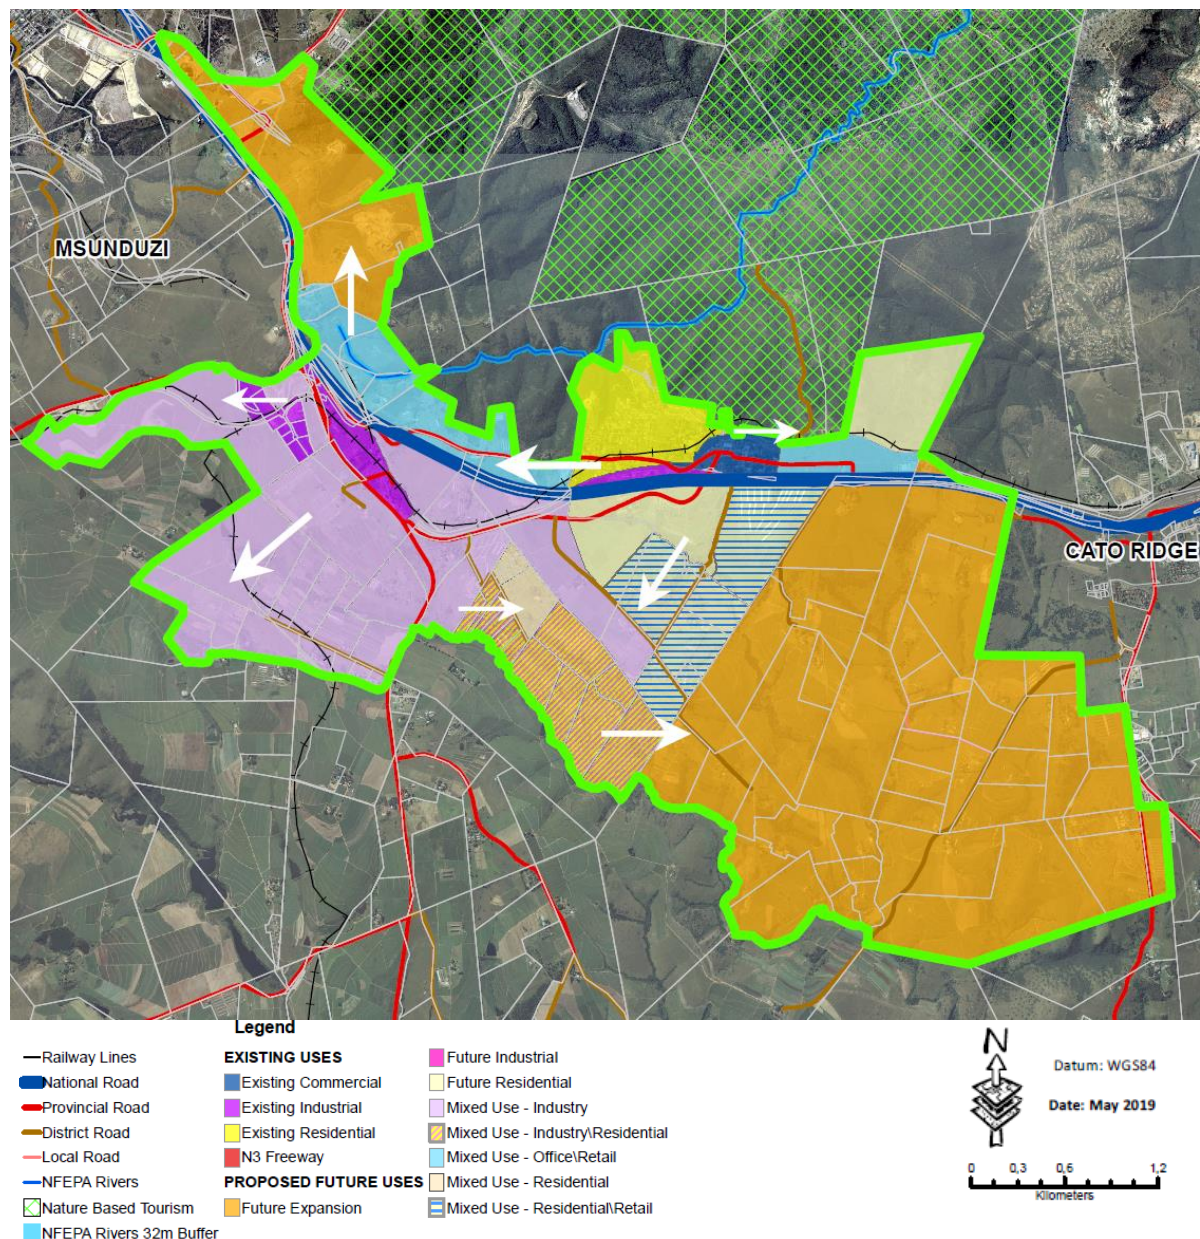 MSUNDUZI
CATO RIDGE
Legend
Railway Lines
National Road
Provincial Road
District Road
Local Road
NFEPA Rivers
Nature Based Tourism
NFEPA Rivers 32m Buffer
EXISTING USES
Existing Commercial
Existing Industrial
Existing Residential
N3 Freeway
PROPOSED FUTURE USES
Future Expansion
Future Industrial
Future Residential
Mixed Use - Industry
Mixed Use - Industry\Residential
Mixed Use - Office\Retail
Mixed Use - Residential
Mixed Use - Residential\Retail
N
Datum: WGS84
Date: May 2019
0 0,3 0,6 1,2
Kilometers